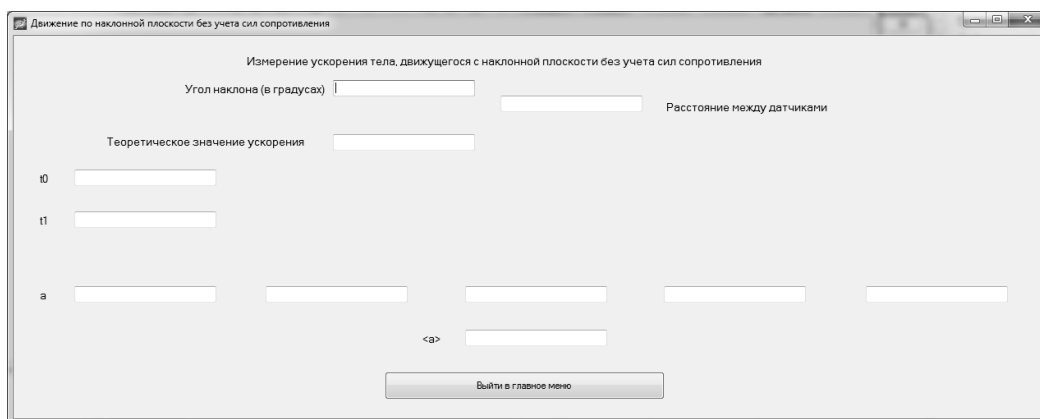 Движение по наклонной плоскости без учета сил сопротивления
Измерение ускорения тела, движущегося с наклонной плоскости без учета сил сопротивления
Угол наклона (в градусах)
Расстояние между датчиками
Теоретическое значение ускорения
t0
t1
a
<a>
Выйти в главное меню